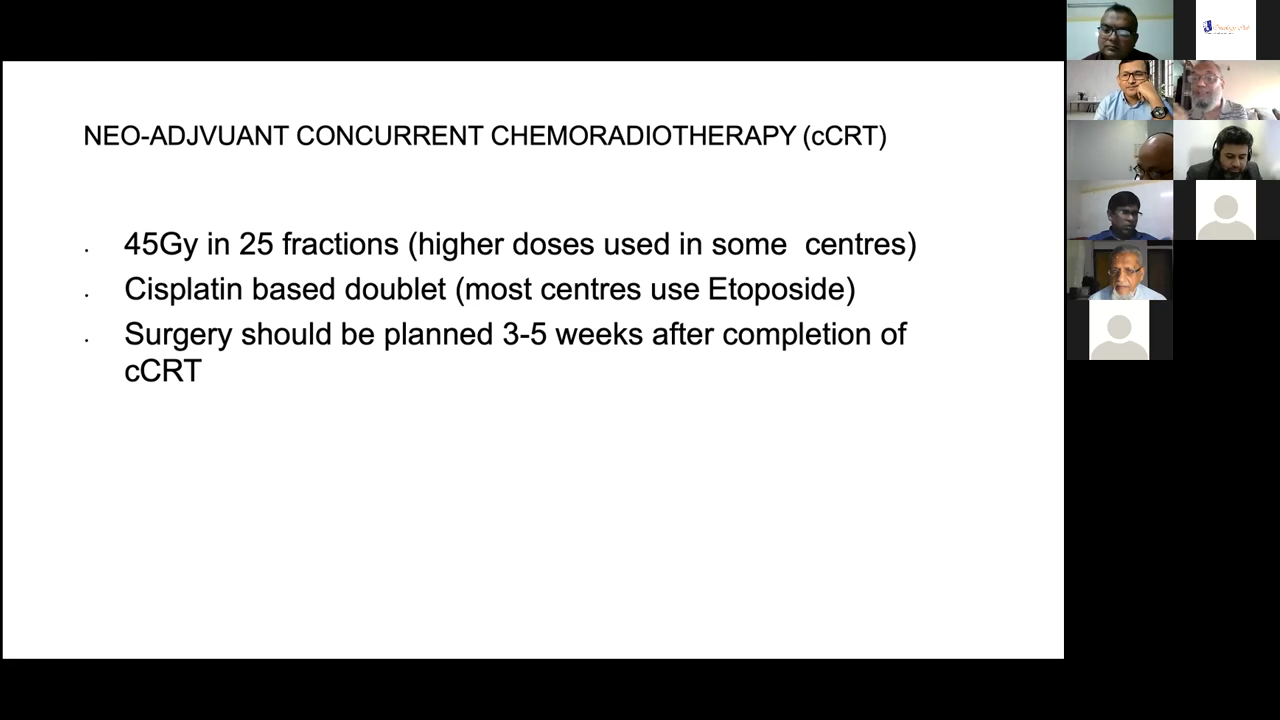 NEO-ADJVUANT CONCURRENT CHEMORADIOTHERAPY (cCRT)
. 45Gy in 25 fractions (higher doses used in some centres)
. Cisplatin based doublet (most centres use Etoposide)
. Surgery should be planned 3-5 weeks after completion of
cCRT